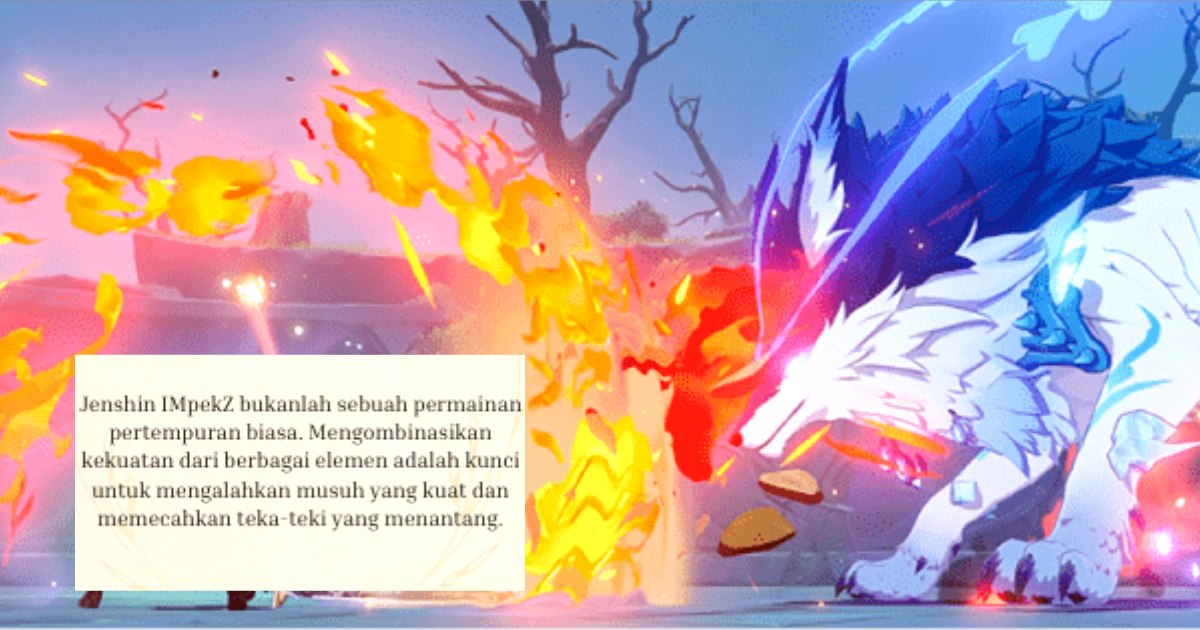 Jenshin IMpekZ bukanlah sebuah permainan
pertempuran biasa. Mengombinasikan
kekuatan dari berbagai elemen adalah kunci
untuk mengalahkan musuh yang kuat dan
memecahkan teka-teki yang menantang.